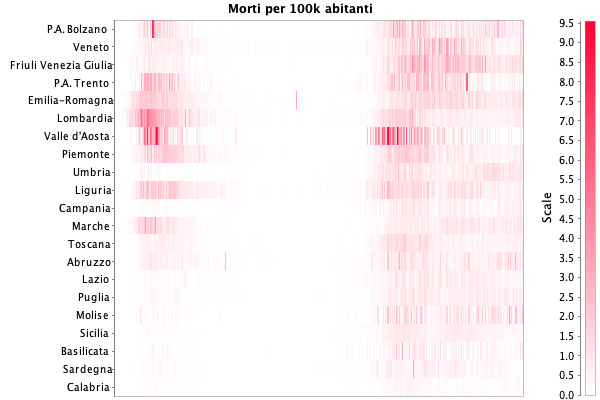 Morti per 100k abitanti
P.A. Bolzano
Veneto
Friuli Venezia Giulia
P.A. Trento
Emilia-Romagna
Lombardia
Valle d'Aosta
Piemonte
Umbria
Liguria
Campania
Marche
Toscana
Abruzzo
Lazio
Puglia
Molise
Sicilia
Basilicata
Sardegna
Calabria
Scale
9.5
9.0
8.5
8.0
7.5
7.0
6.5
6.0
5.5
5.0
4.5
4.0
3.5
3.0
2.5
2.0
1.5
1.0
0.5
0.0